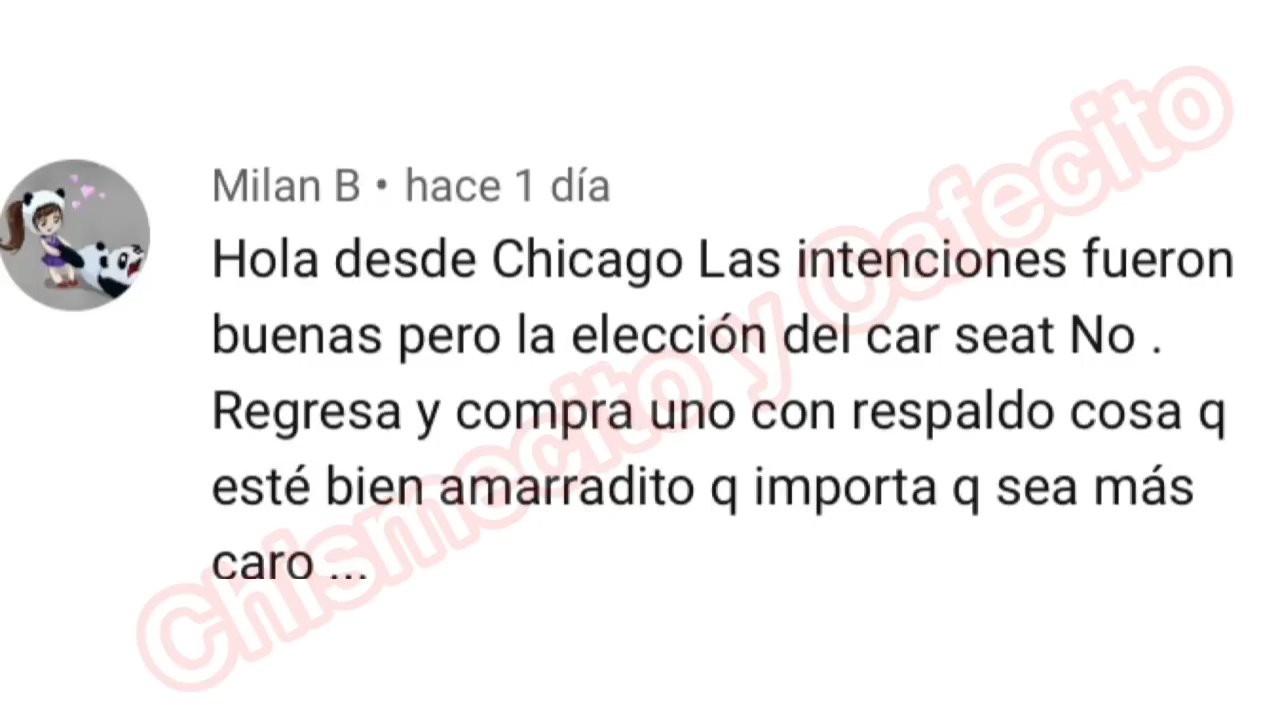 Milan B • hace 1 día
Hola desde Chicago Las intenciones fueron
buenas pero la elección del car seat No .
Regresa y compra uno con respaldo cosa q
esté bien amarradito q importa q sea más
caro ...
Chismecito y Cafecito